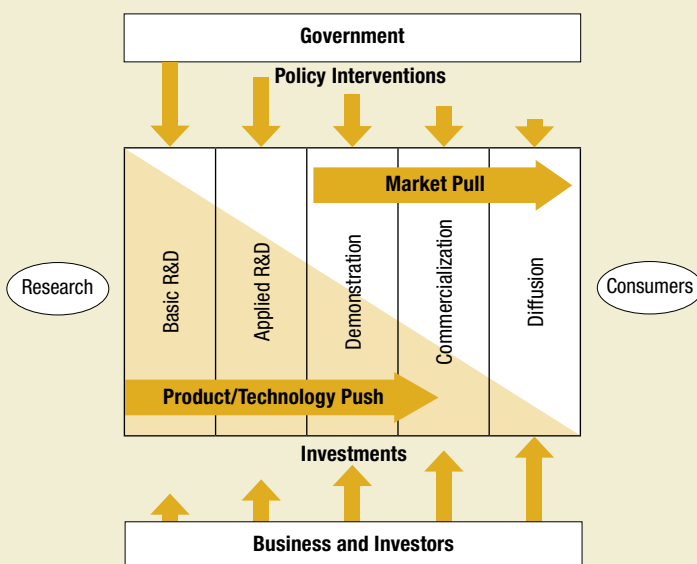 Government
Policy Interventions
Market Pull
Research
Basic R&D
Applied R&D
Demonstration
Commercialization
Diffusion
Consumers
Product/Technology Push
Investments
Business and Investors